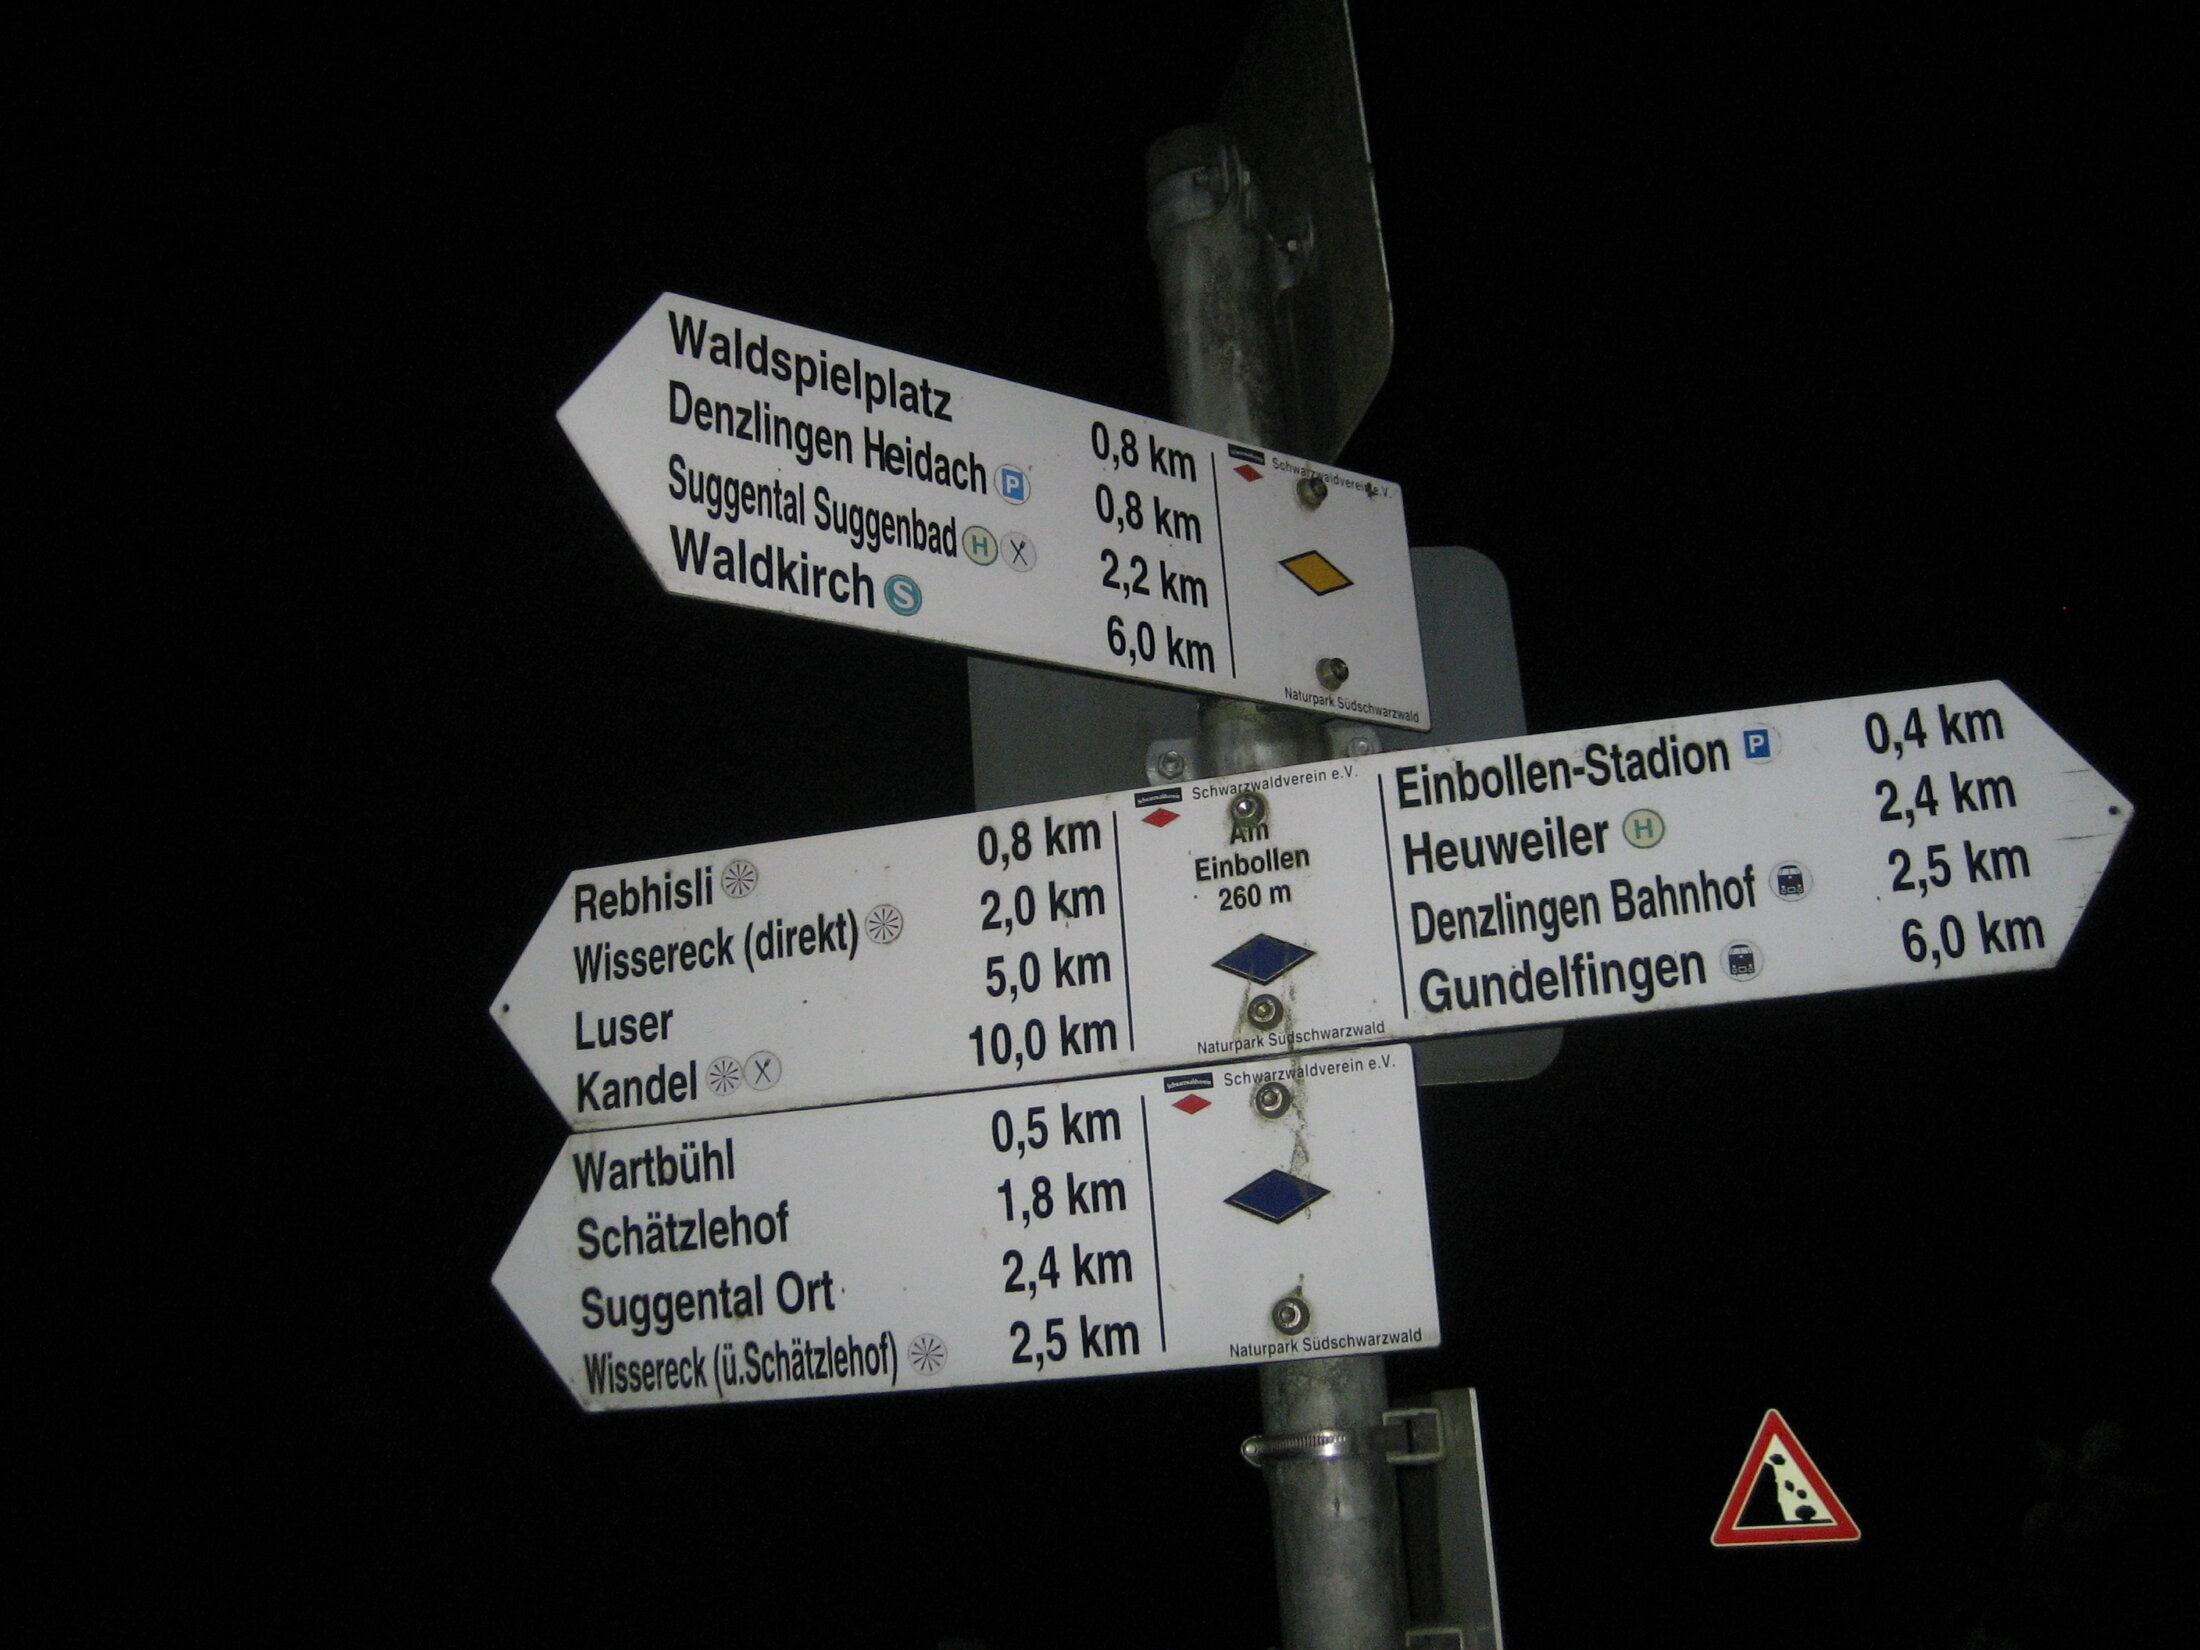 Waldspielplatz 0,8 km
Denzlingen Heidach P 0,8 km
Suggental Suggenbad H 2,2 km
Waldkirch S 6,0 km
Schwarzwaldverein e.V.
Naturpark Südschwarzwald
Rebhisli 0,8 km
Wissereck (direkt) 2,0 km
Luser 5,0 km
Kandel 10,0 km
Schwarzwaldverein
Schwarzwaldverein e.V.
Am
Einbollen
260 m
Naturpark Südschwarzwald
Einbollen-Stadion P 0,4 km
Heuweiler H 2,4 km
Denzlingen Bahnhof 2,5 km
Gundelfingen 6,0 km
Wartbühl 0,5 km
Schätzlehof 1,8 km
Suggental Ort 2,4 km
Wissereck (ü.Schätzlehof) 2,5 km
Schwarzwaldverein
Schwarzwaldverein e.V.
Naturpark Südschwarzwald